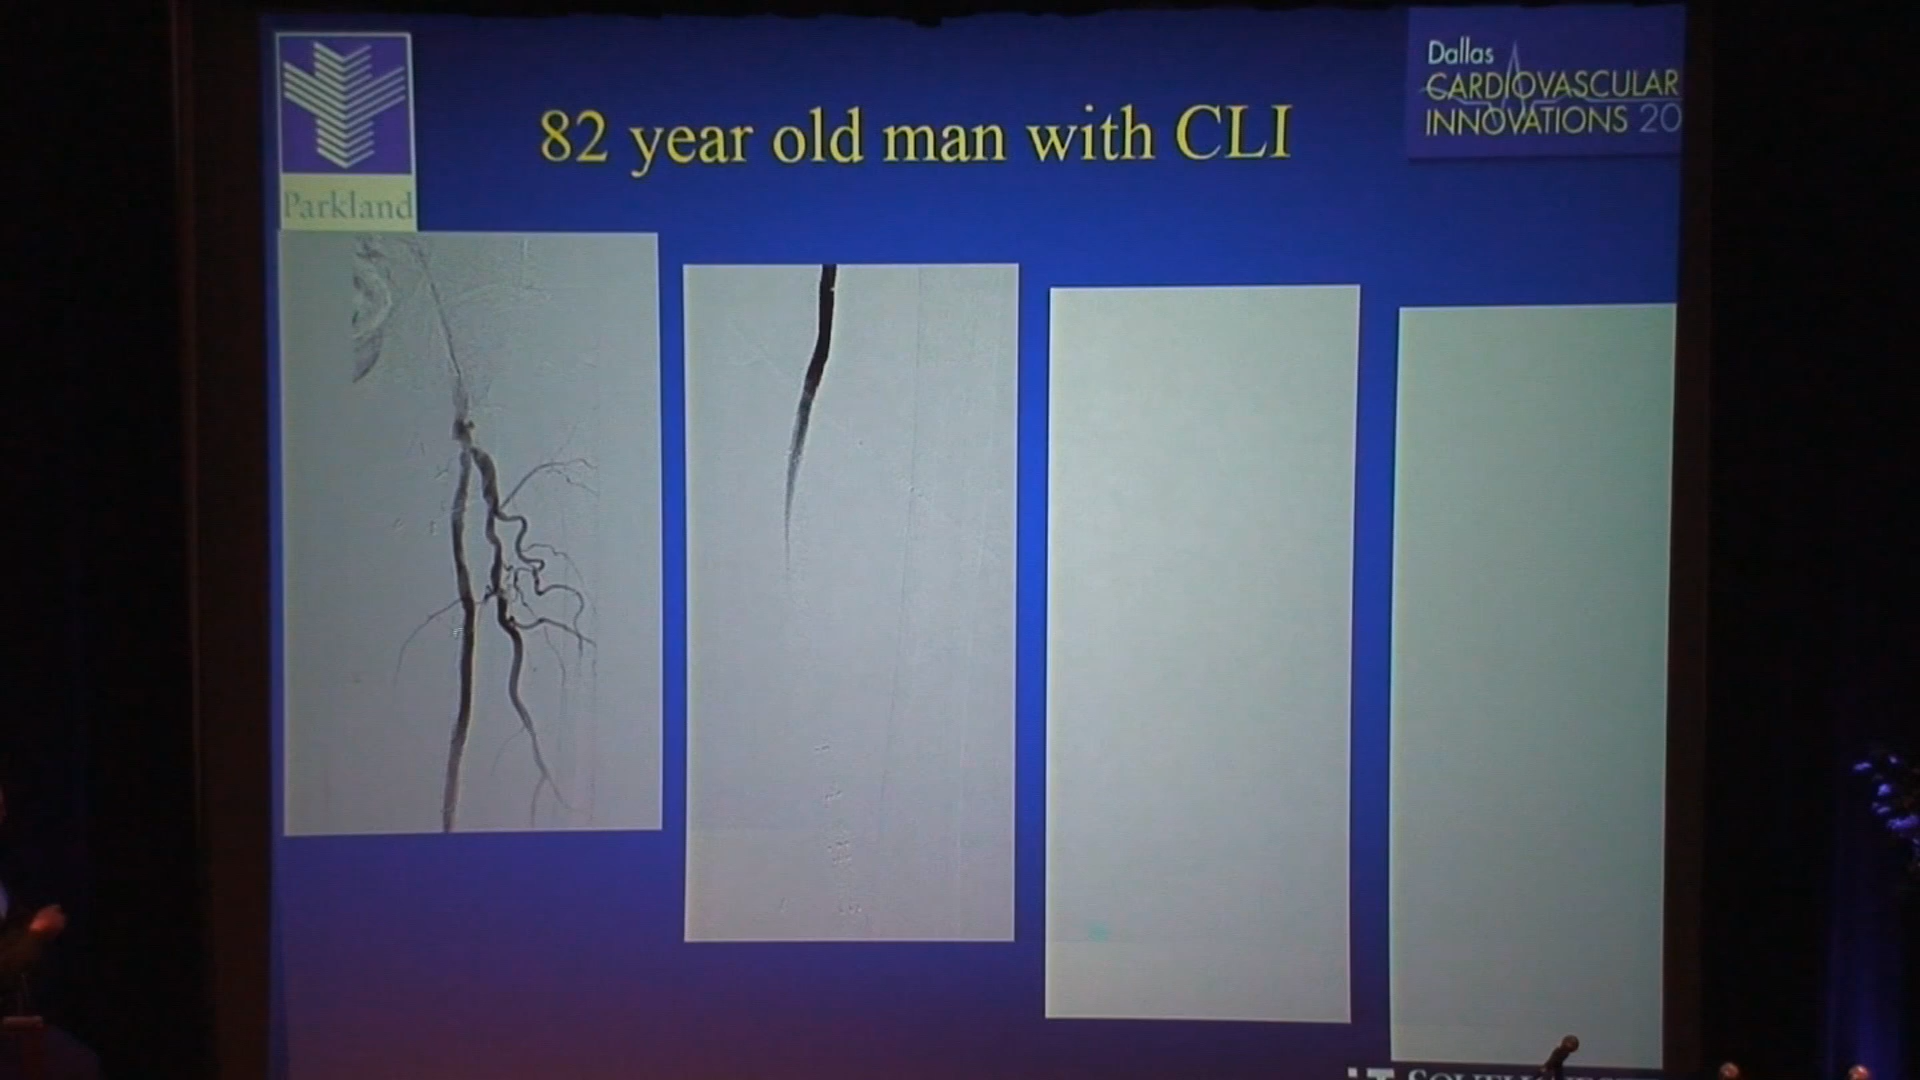 Parkland
82 year old man with CLI
Dallas
CARDIOVASCULAR
INNOVATIONS 20